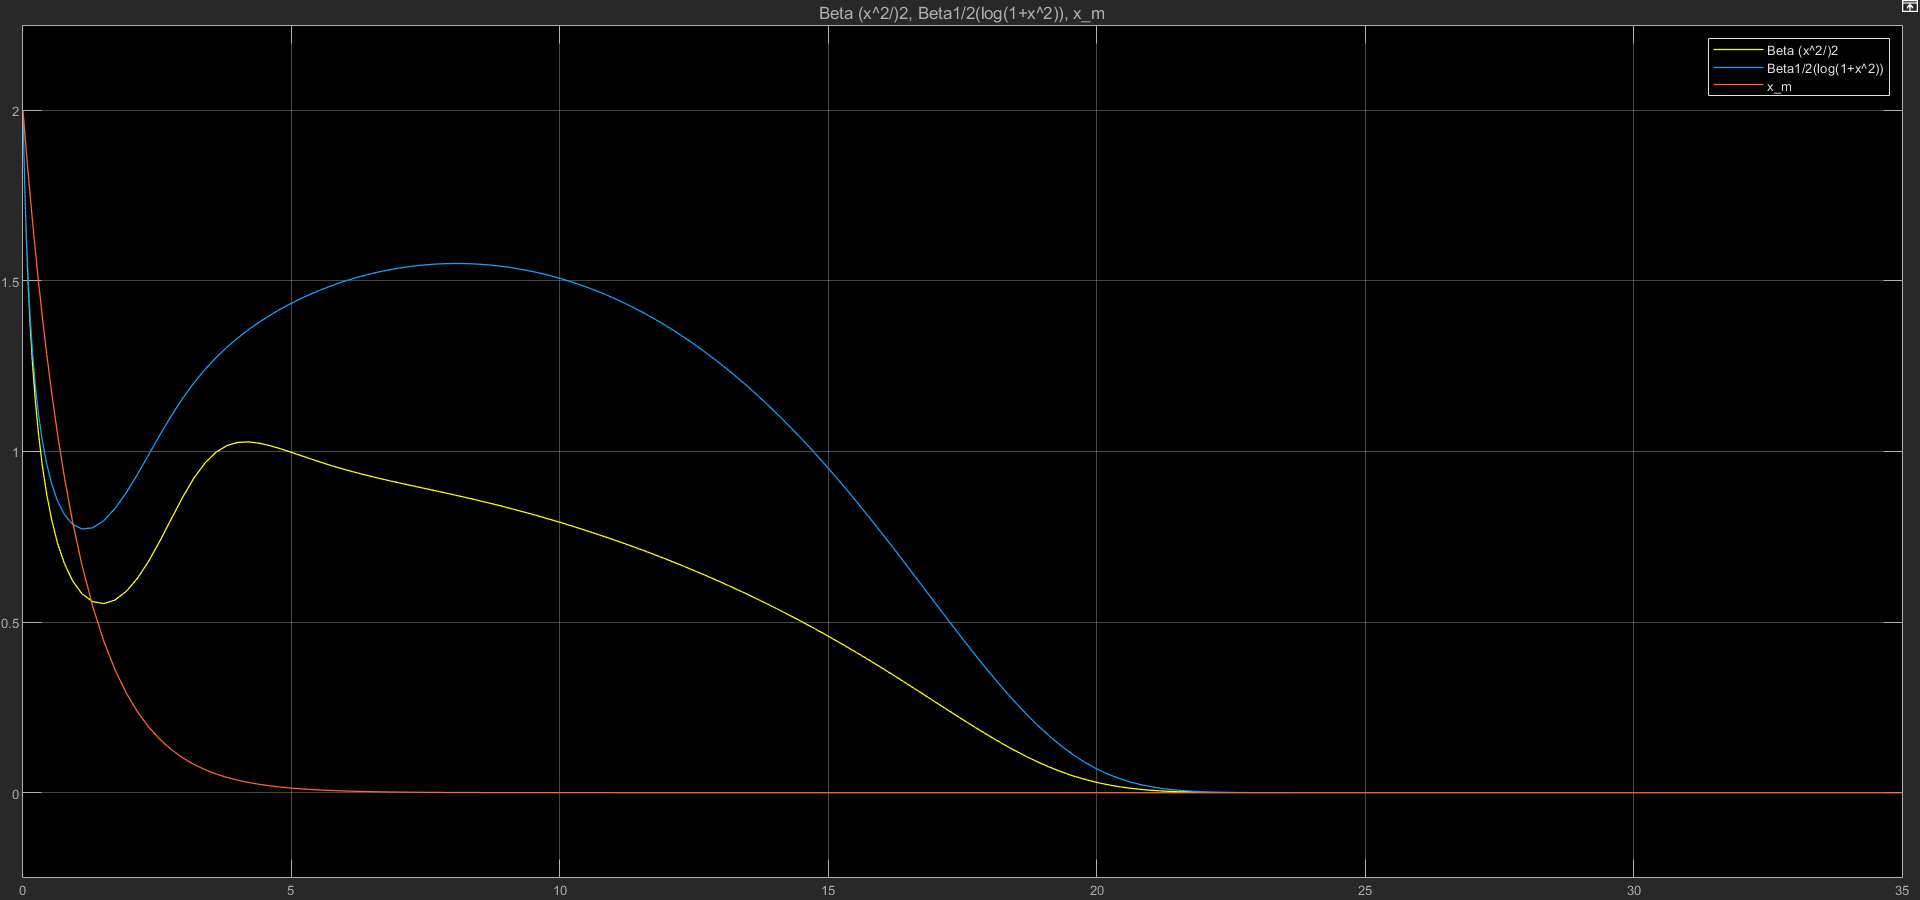 Beta (x^2/)2, Beta1/2(log(1+x^2)), x_m
Beta (x^2/)2
Beta1/2(log(1+x^2))
x_m
2
1.5
1
0.5
0
0 5 10 15 20 25 30 35